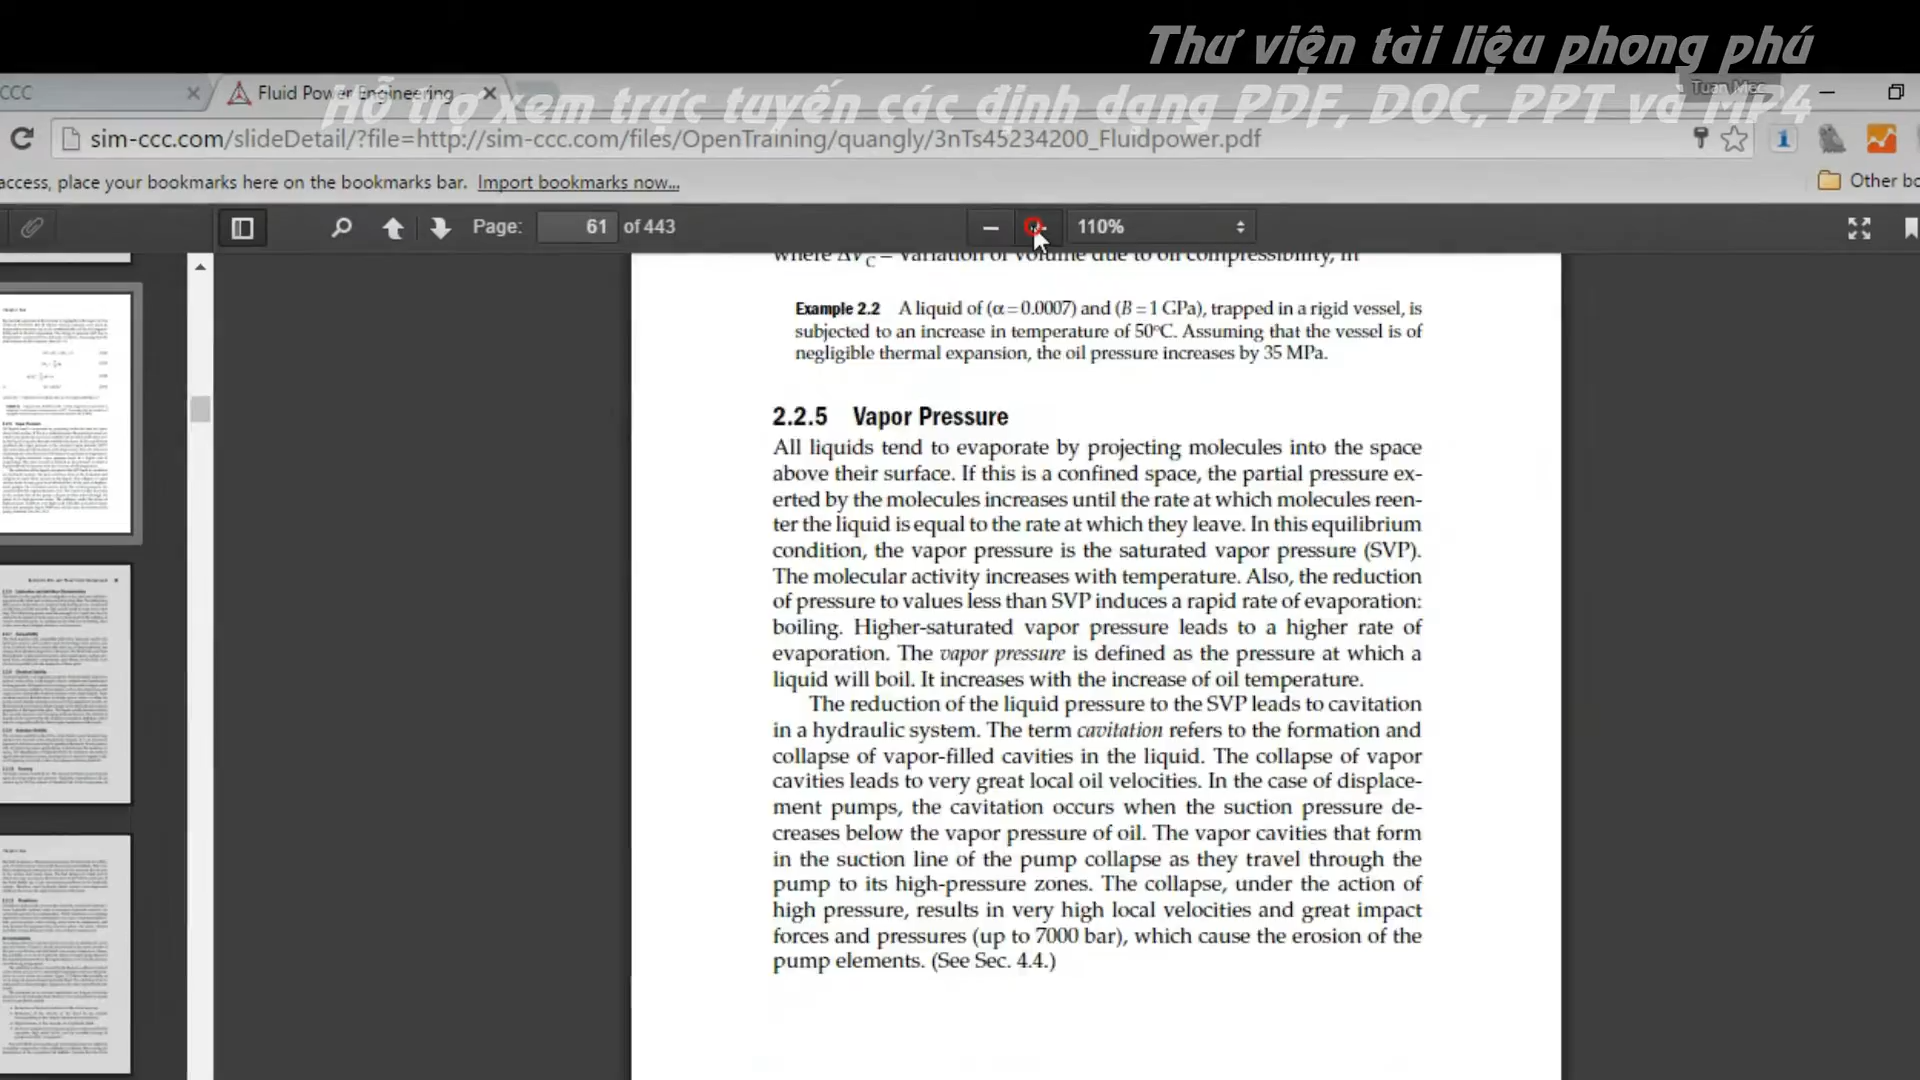 Thư viện tài liệu phong phú
Hỗ trợ xem trực tuyến các định dạng PDF, DOC, PPT và MP4
CCC
Fluid Power Engineering
Tuan Mec
sim-ccc.com/slideDetail/?file=http://sim-ccc.com/files/OpenTraining/quangly/3nTs45234200_Fluidpower.pdf
access, place your bookmarks here on the bookmarks bar. Import bookmarks now...
Other bo
Page: 61 of 443
110%
where ΔV_C = Variation of volume due to oil compressibility, m
Example 2.2 A liquid of (α = 0.0007) and (B = 1 GPa), trapped in a rigid vessel, is
subjected to an increase in temperature of 50°C. Assuming that the vessel is of
negligible thermal expansion, the oil pressure increases by 35 MPa.
2.2.5 Vapor Pressure
All liquids tend to evaporate by projecting molecules into the space
above their surface. If this is a confined space, the partial pressure ex-
erted by the molecules increases until the rate at which molecules reen-
ter the liquid is equal to the rate at which they leave. In this equilibrium
condition, the vapor pressure is the saturated vapor pressure (SVP).
The molecular activity increases with temperature. Also, the reduction
of pressure to values less than SVP induces a rapid rate of evaporation:
boiling. Higher-saturated vapor pressure leads to a higher rate of
evaporation. The vapor pressure is defined as the pressure at which a
liquid will boil. It increases with the increase of oil temperature.
The reduction of the liquid pressure to the SVP leads to cavitation
in a hydraulic system. The term cavitation refers to the formation and
collapse of vapor-filled cavities in the liquid. The collapse of vapor
cavities leads to very great local oil velocities. In the case of displace-
ment pumps, the cavitation occurs when the suction pressure de-
creases below the vapor pressure of oil. The vapor cavities that form
in the suction line of the pump collapse as they travel through the
pump to its high-pressure zones. The collapse, under the action of
high pressure, results in very high local velocities and great impact
forces and pressures (up to 7000 bar), which cause the erosion of the
pump elements. (See Sec. 4.4.)